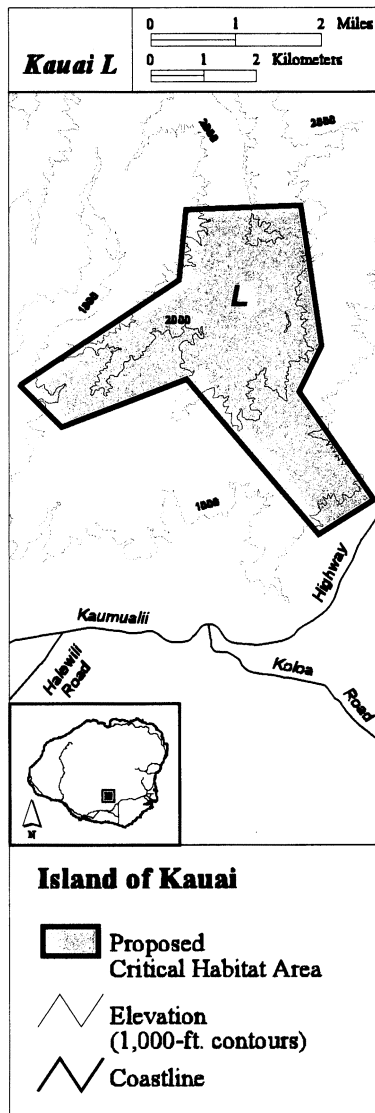 Kauai L
0 1 2 Miles
0 1 2 Kilometers
2000
2000
1000
L
2000
1000
Kaumualii
Highway
Halewili
Road
Koloa
Road
N
Island of Kauai
Proposed
Critical Habitat Area
Elevation
(1,000-ft. contours)
Coastline